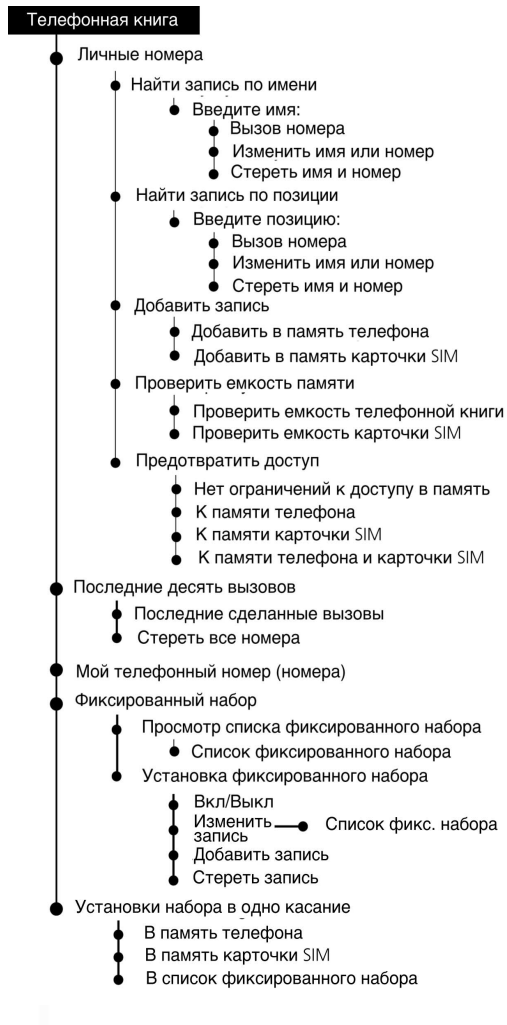 Телефонная книга
Личные номера
Найти запись по имени
Введите имя:
Вызов номера
Изменить имя или номер
Стереть имя и номер
Найти запись по позиции
Введите позицию:
Вызов номера
Изменить имя или номер
Стереть имя и номер
Добавить запись
Добавить в память телефона
Добавить в память карточки SIM
Проверить емкость памяти
Проверить емкость телефонной книги
Проверить емкость карточки SIM
Предотвратить доступ
Нет ограничений к доступу в память
К памяти телефона
К памяти карточки SIM
К памяти телефона и карточки SIM
Последние десять вызовов
Последние сделанные вызовы
Стереть все номера
Мой телефонный номер (номера)
Фиксированный набор
Просмотр списка фиксированного набора
Список фиксированного набора
Установка фиксированного набора
Вкл/Выкл
Изменить
запись
Список фикс. набора
Добавить запись
Стереть запись
Установки набора в одно касание
В память телефона
В память карточки SIM
В список фиксированного набора